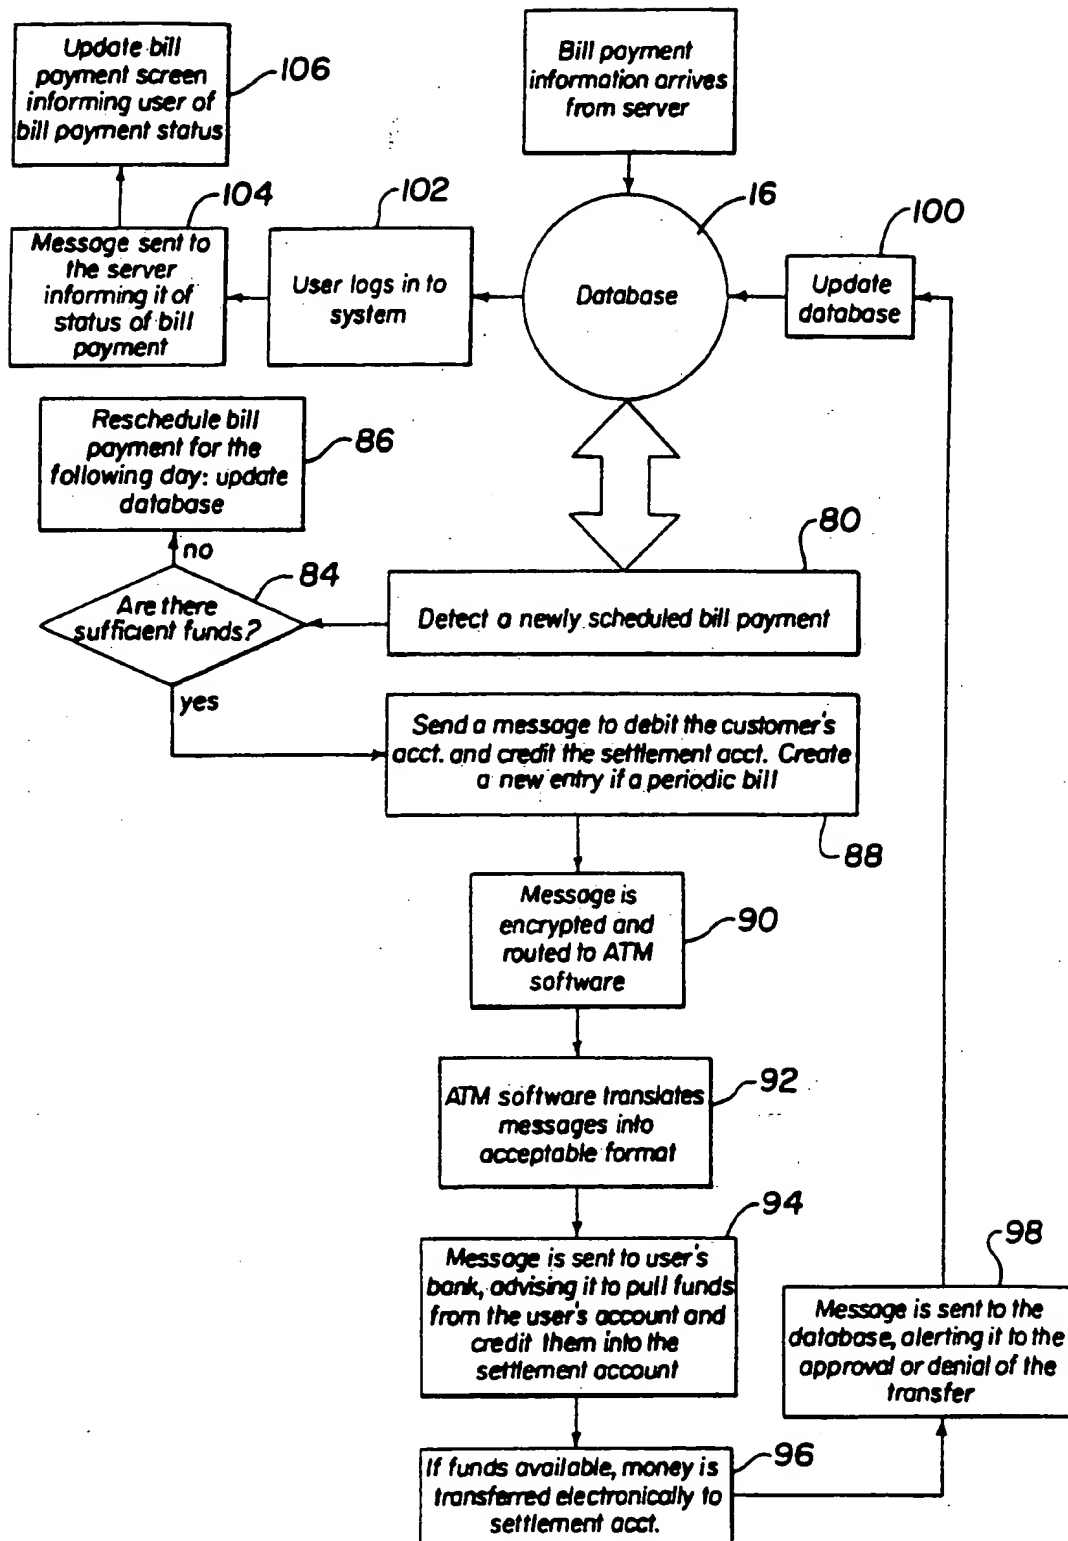 Update bill
payment screen
informing user of
bill payment status
106
Bill payment
information arrives
from server
104
Message sent to
the server
informing it of
status of bill
payment
102
User logs in to
system
16
Database
100
Update
database
Reschedule bill
payment for the
following day: update
database
86
no
84
Are there
sufficient funds?
yes
80
Detect a newly scheduled bill payment
Send a message to debit the customer's
acct. and credit the settlement acct. Create
a new entry if a periodic bill
88
Message is
encrypted and
routed to ATM
software
90
ATM software translates
messages into
acceptable format
92
94
Message is sent to user's
bank, advising it to pull funds
from the user's account and
credit them into the
settlement account
98
Message is sent to the
database, alerting it to the
approval or denial of the
transfer
If funds available, money is
transferred electronically to
settlement acct.
96